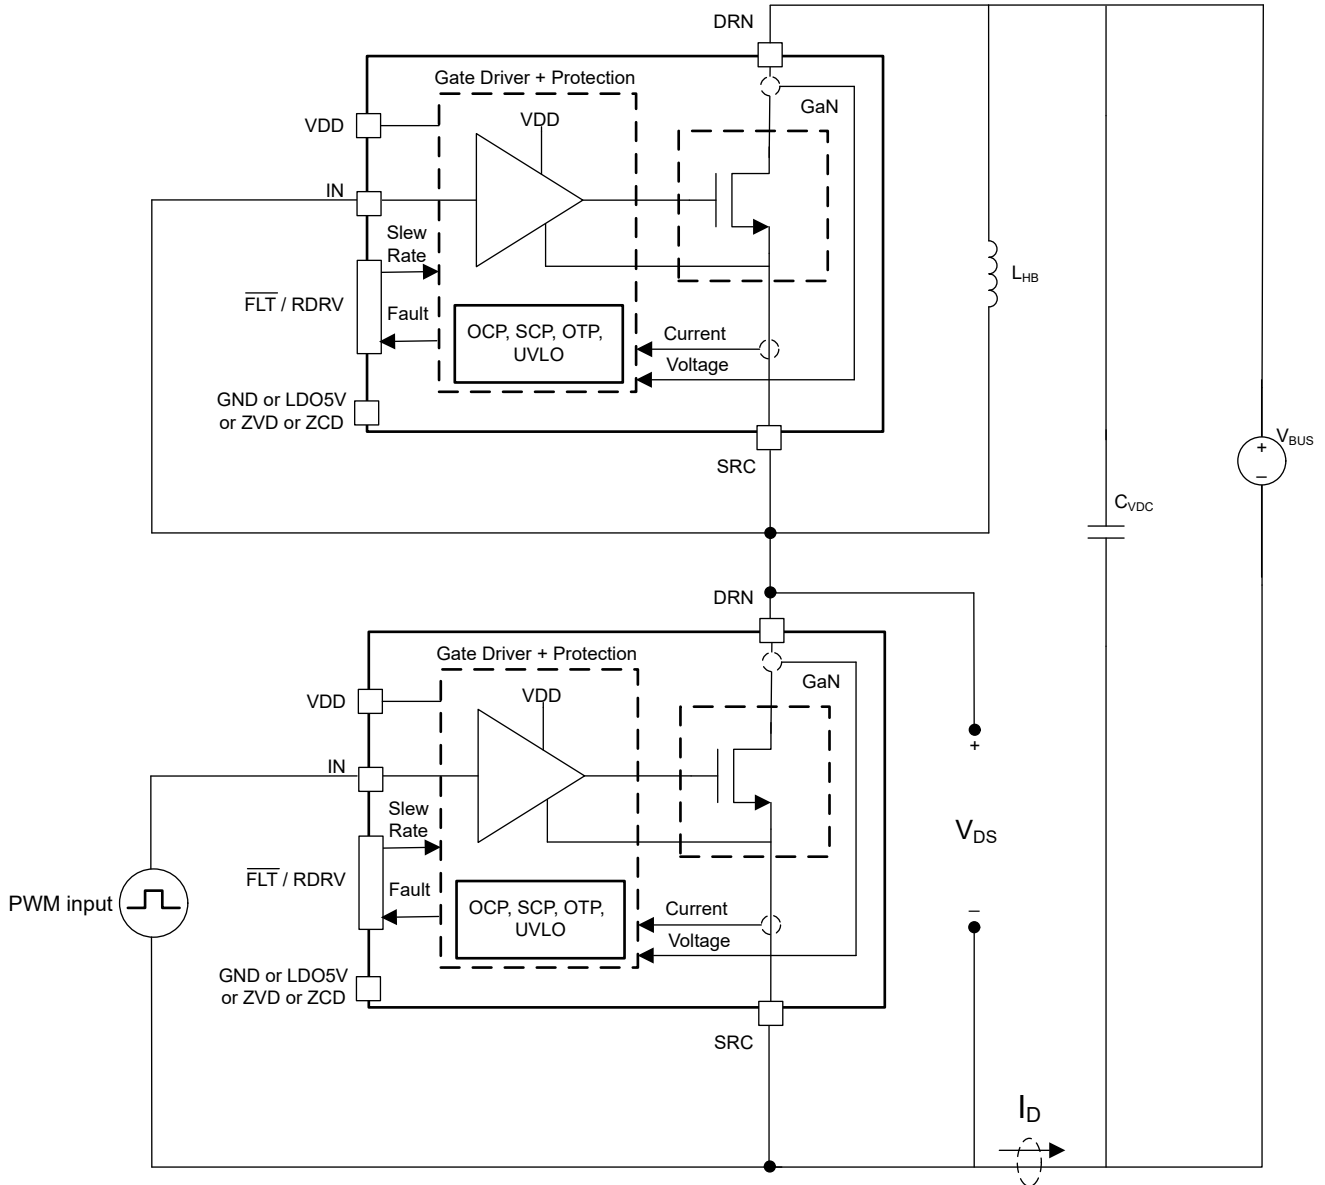 DRN
Gate Driver + Protection
GaN
VDD
VDD
IN
Slew
Rate
FLT / RDRV
Fault
OCP, SCP, OTP,
UVLO
Current
Voltage
GND or LDO5V
or ZVD or ZCD
SRC
LHB
+
VBUS
–
CVDC
DRN
Gate Driver + Protection
GaN
VDD
VDD
IN
Slew
Rate
FLT / RDRV
Fault
OCP, SCP, OTP,
UVLO
Current
Voltage
GND or LDO5V
or ZVD or ZCD
SRC
PWM input
+
VDS
–
ID